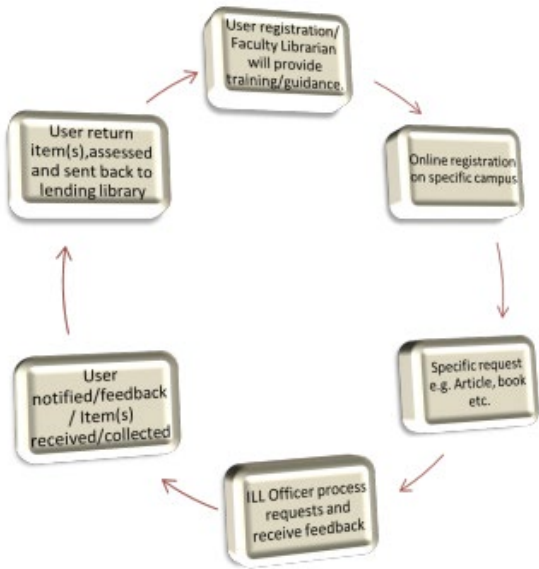 User registration/
Faculty Librarian
will provide
training/guidance.
Online registration
on specific campus
Specific request
e.g. Article, book
etc.
ILL Officer process
requests and
receive feedback
User
notified/feedback
/ Item(s)
received/collected
User return
item(s),assessed
and sent back to
lending library